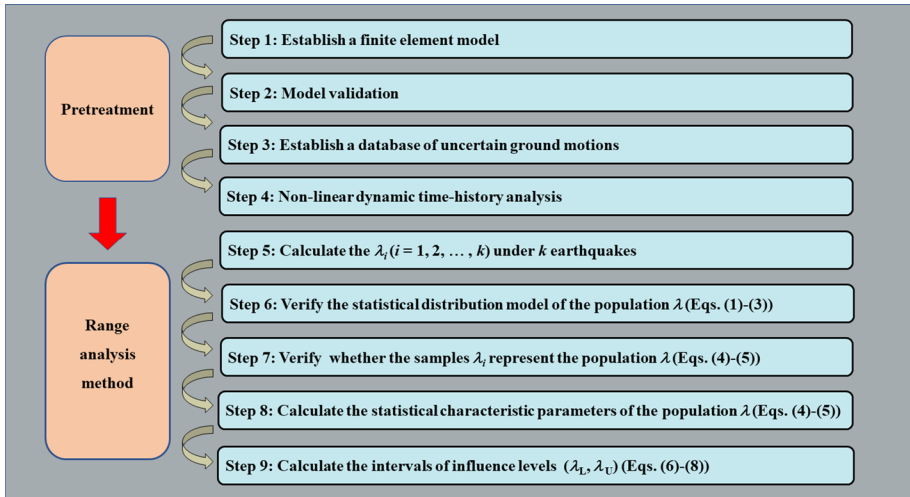 Pretreatment
Step 1: Establish a finite element model
Step 2: Model validation
Step 3: Establish a database of uncertain ground motions
Step 4: Non-linear dynamic time-history analysis
Range
analysis
method
Step 5: Calculate the λi (i = 1, 2, … , k) under k earthquakes
Step 6: Verify the statistical distribution model of the population λ (Eqs. (1)-(3))
Step 7: Verify whether the samples λi represent the population λ (Eqs. (4)-(5))
Step 8: Calculate the statistical characteristic parameters of the population λ (Eqs. (4)-(5))
Step 9: Calculate the intervals of influence levels (λL, λU) (Eqs. (6)-(8))